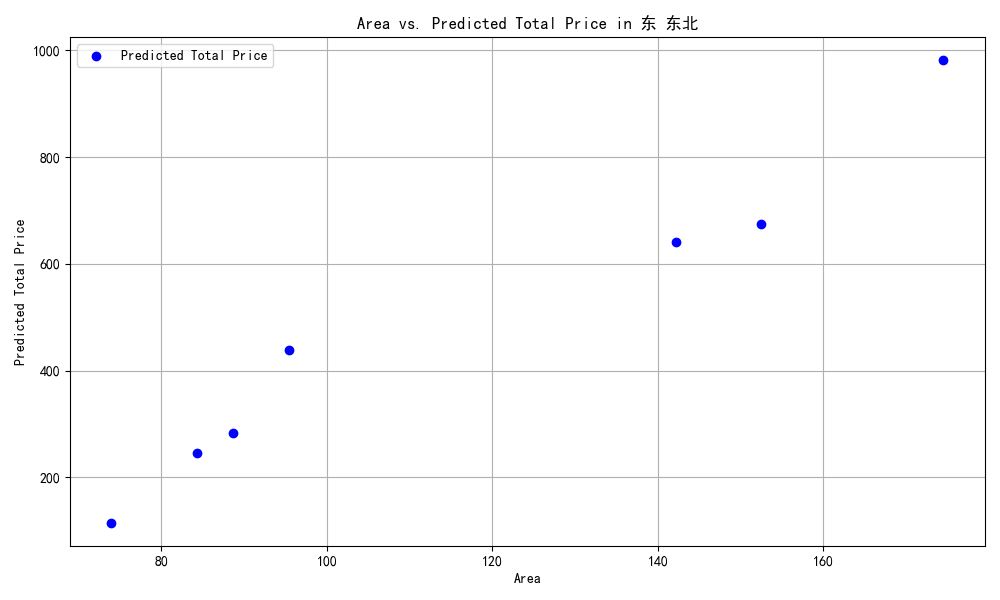 Area vs. Predicted Total Price in 东 东北
Predicted Total Price
1000
800
600
400
200
Predicted Total Price
80 100 120 140 160
Area